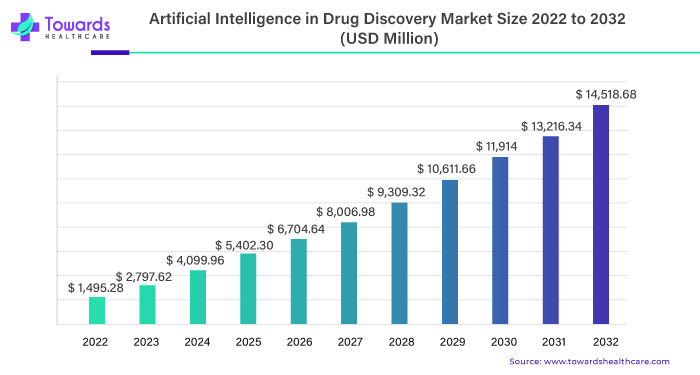 Towards
HEALTHCARE
Artificial Intelligence in Drug Discovery Market Size 2022 to 2032
(USD Million)
$ 14,518.68
$ 13,216.34
$ 11,914
$ 10,611.66
$ 9,309.32
$ 8,006.98
$ 6,704.64
$ 5,402.30
$ 4,099.96
$ 2,797.62
$ 1,495.28
2022 2023 2024 2025 2026 2027 2028 2029 2030 2031 2032
Source: www.towardshealthcare.com